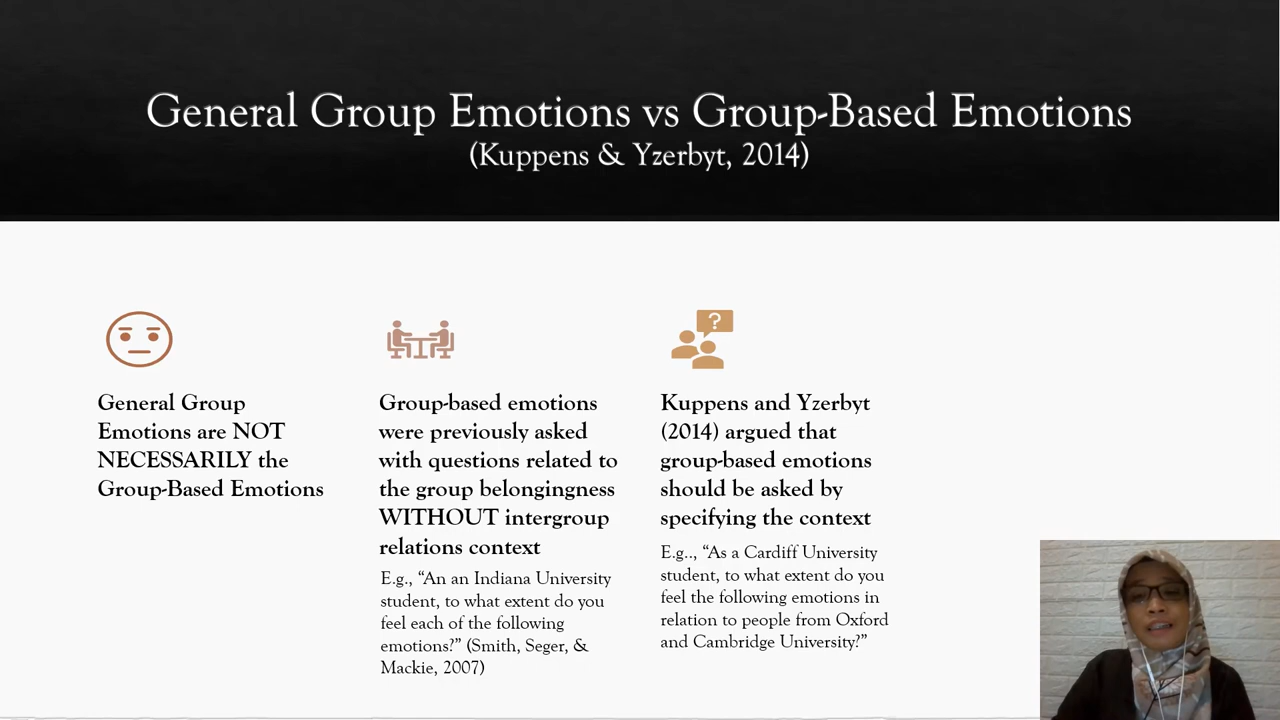 General Group Emotions vs Group-Based Emotions
(Kuppens & Yzerbyt, 2014)
General Group
Emotions are NOT
NECESSARILY the
Group-Based Emotions
Group-based emotions
were previously asked
with questions related to
the group belongingness
WITHOUT intergroup
relations context
E.g., “An an Indiana University
student, to what extent do you
feel each of the following
emotions?” (Smith, Seger, &
Mackie, 2007)
?
Kuppens and Yzerbyt
(2014) argued that
group-based emotions
should be asked by
specifying the context
E.g.., “As a Cardiff University
student, to what extent do you
feel the following emotions in
relation to people from Oxford
and Cambridge University?”